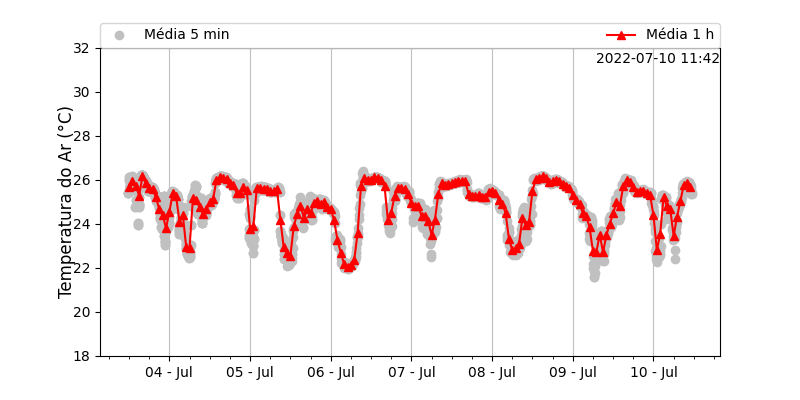 Média 5 min
Média 1 h
2022-07-10 11:42
Temperatura do Ar (°C)
32
30
28
26
24
22
20
18
04 - Jul
05 - Jul
06 - Jul
07 - Jul
08 - Jul
09 - Jul
10 - Jul